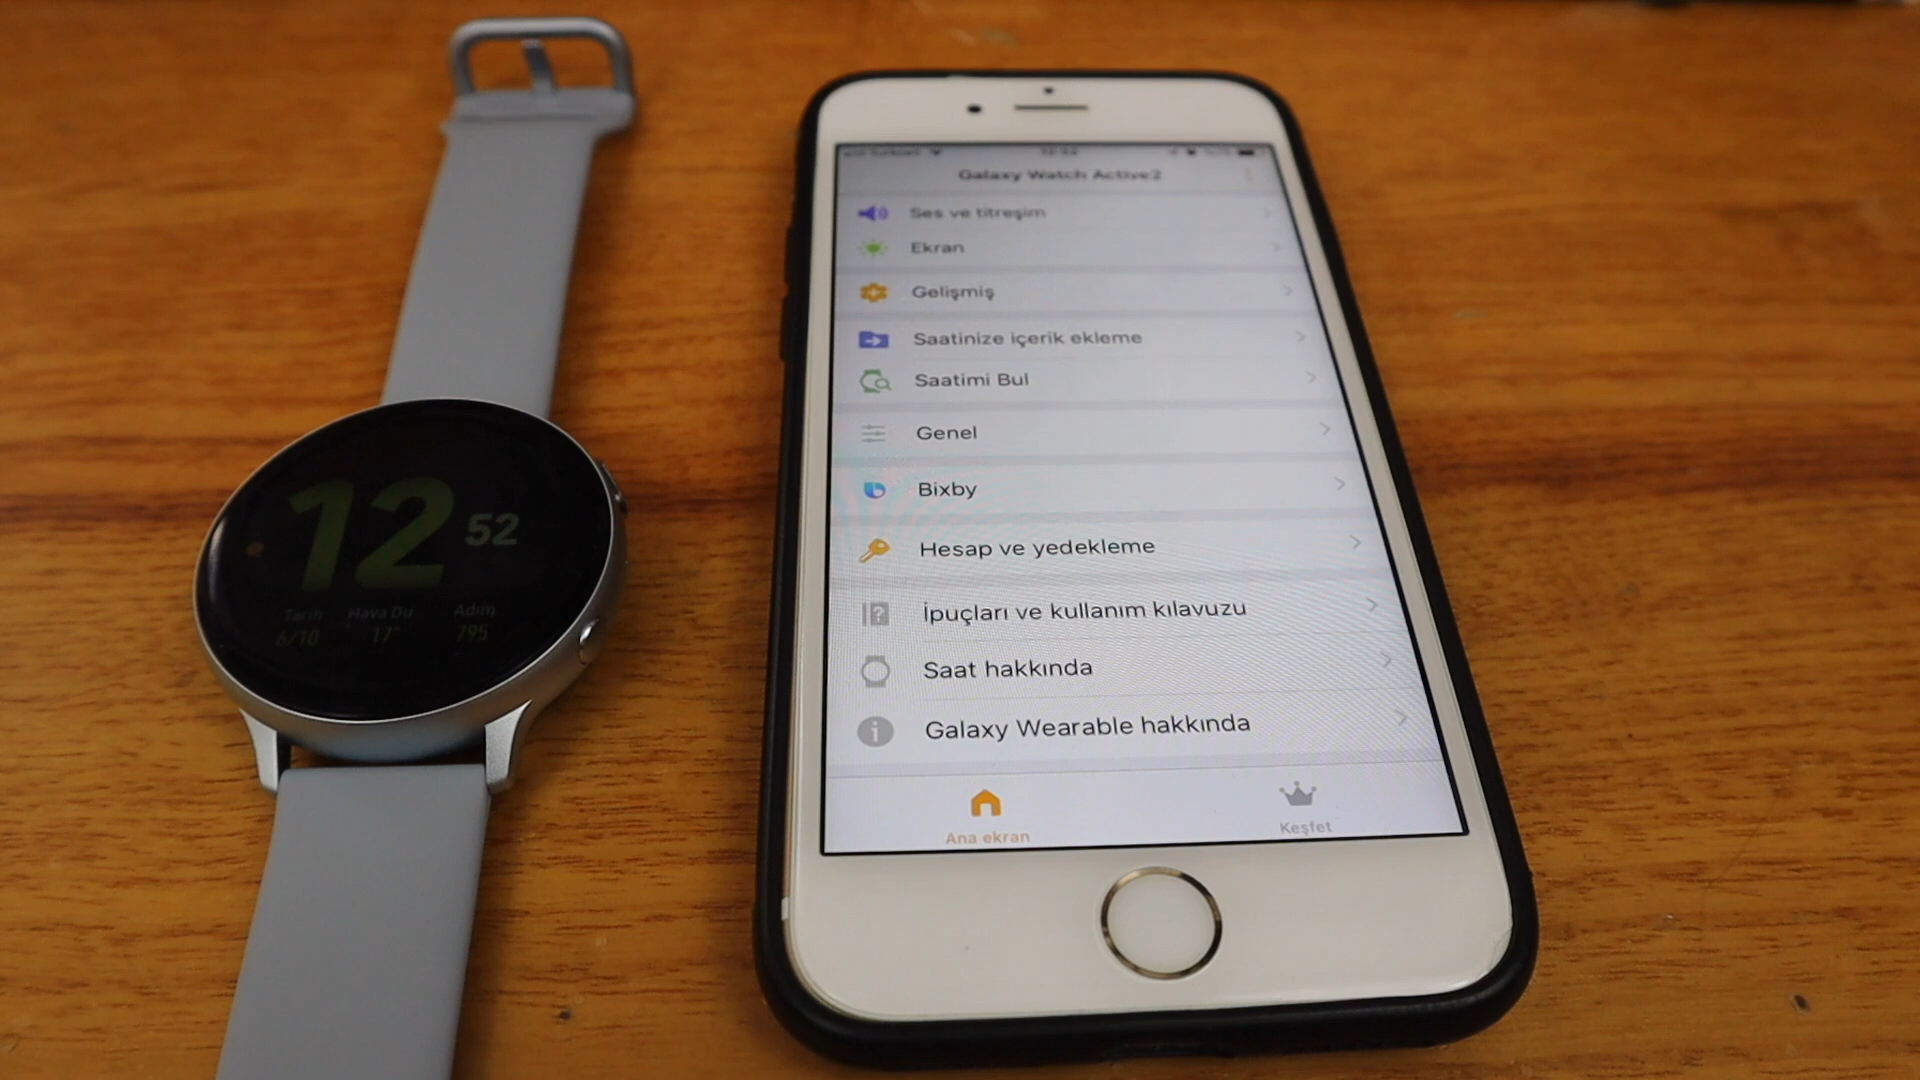 12 52
Tarih Hava Du Adım
6/10 17° 795
12:52
Galaxy Watch Active2
Ses ve titreşim
Ekran
Gelişmiş
Saatinize içerik ekleme
Saatimi Bul
Genel
Bixby
Hesap ve yedekleme
İpuçları ve kullanım kılavuzu
Saat hakkında
Galaxy Wearable hakkında
Ana ekran
Keşfet